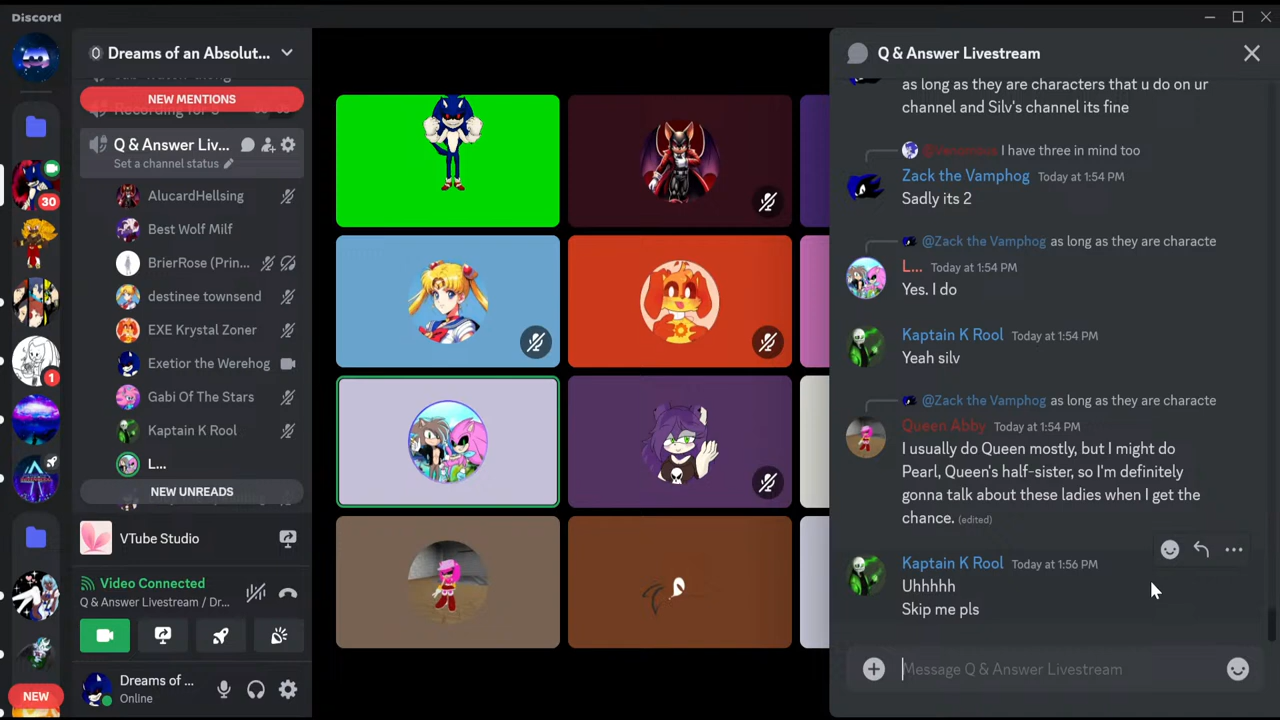 Discord
Dreams of an Absolut...
NEW MENTIONS
Q & Answer Liv...
Set a channel status
AlucardHellsing
Best Wolf Milf
BrierRose (Prin...
destinee townsend
EXE Krystal Zoner
Exetior the Werehog
Gabi Of The Stars
Kaptain K Rool
L...
NEW UNREADS
VTube Studio
Video Connected
Q & Answer Livestream / Dr...
Dreams of ...
Online
30
1
NEW
Q & Answer Livestream
as long as they are characters that u do on ur
channel and Silv's channel its fine
I have three in mind too
Zack the Vamphog Today at 1:54 PM
Sadly its 2
@Zack the Vamphog as long as they are characte
L... Today at 1:54 PM
Yes. I do
Kaptain K Rool Today at 1:54 PM
Yeah silv
@Zack the Vamphog as long as they are characte
Queen Abby Today at 1:54 PM
I usually do Queen mostly, but I might do
Pearl, Queen's half-sister, so I'm definitely
gonna talk about these ladies when I get the
chance. (edited)
Kaptain K Rool Today at 1:56 PM
Uhhhhh
Skip me pls
Message Q & Answer Livestream